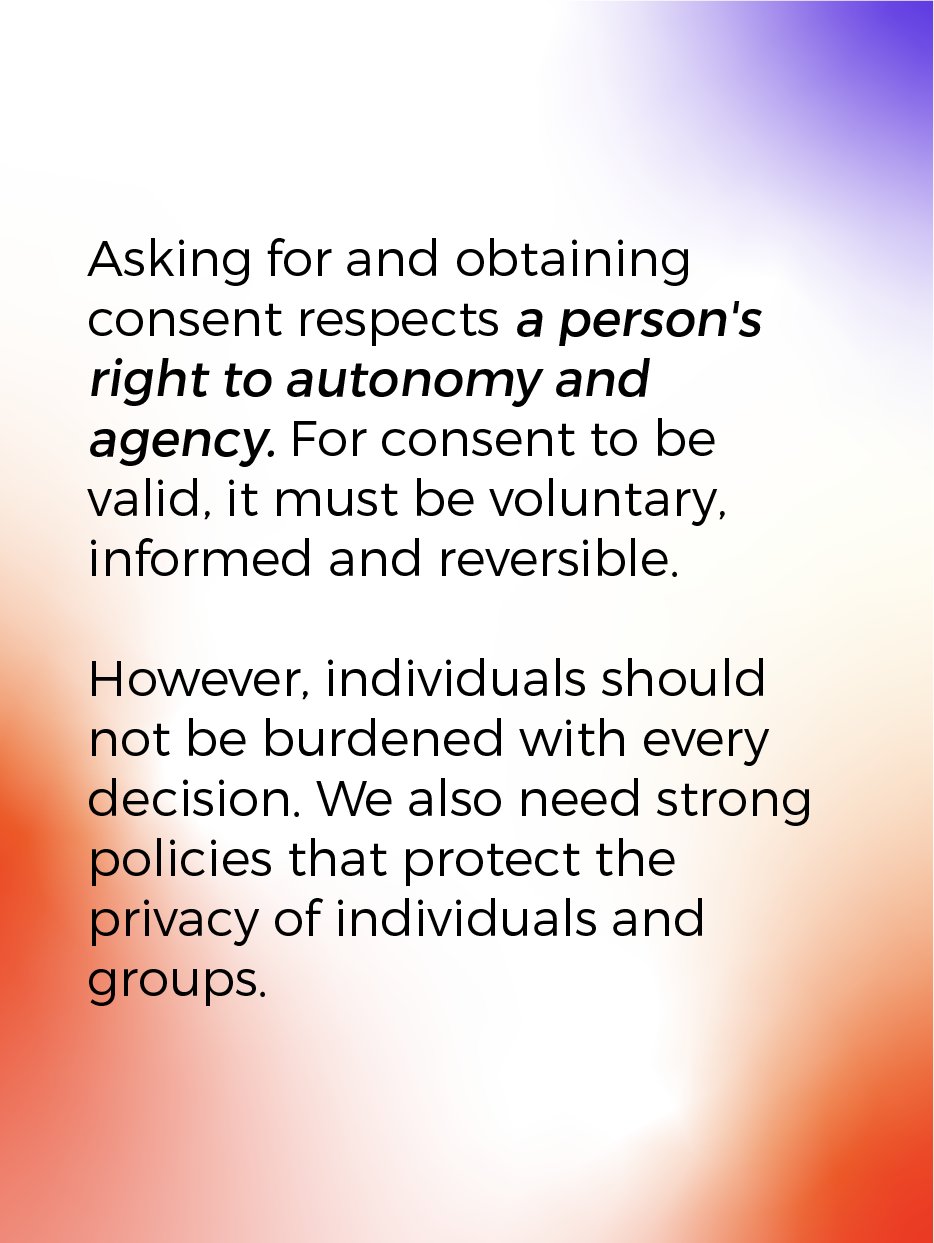 Asking for and obtaining
consent respects a person's
right to autonomy and
agency. For consent to be
valid, it must be voluntary,
informed and reversible.
However, individuals should
not be burdened with every
decision. We also need strong
policies that protect the
privacy of individuals and
groups.